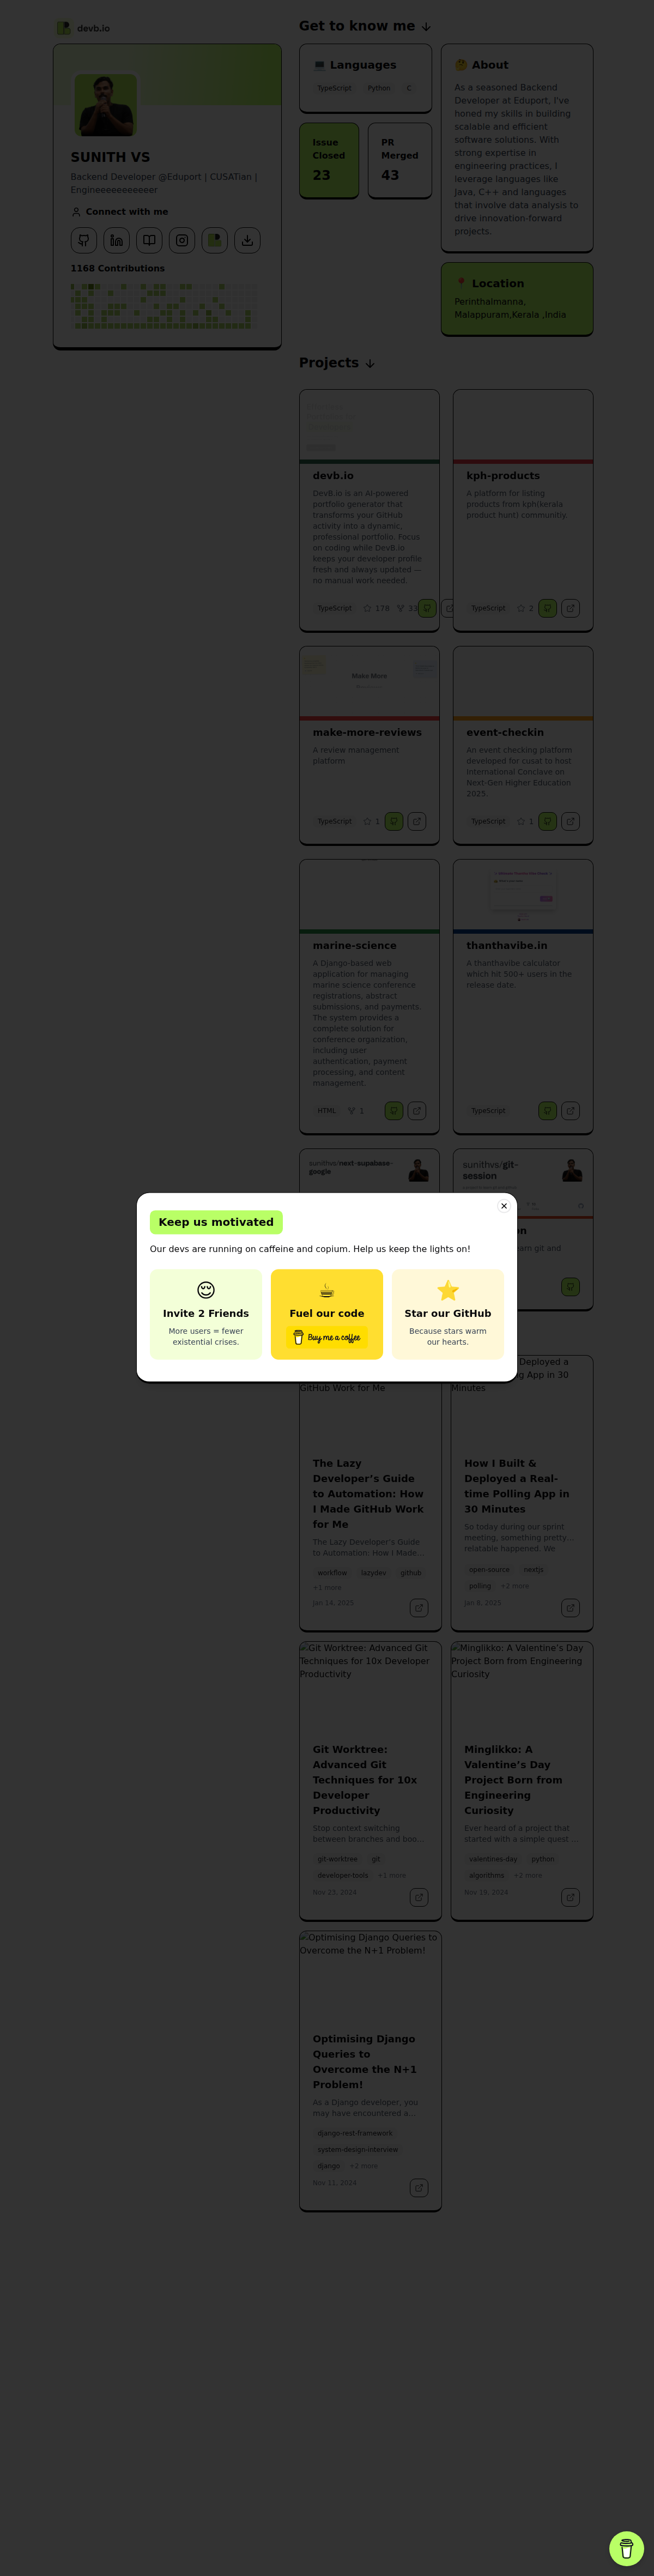 devb.io
SUNITH VS
Backend Developer @Eduport | CUSATian |
Engineeeeeeeeeeer
Connect with me
1168 Contributions
Get to know me
Languages
TypeScript Python C
Issue
Closed
23
PR
Merged
43
About
As a seasoned Backend
Developer at Eduport, I've
honed my skills in building
scalable and efficient
software solutions. With
strong expertise in
engineering practices, I
leverage languages like
Java, C++ and languages
that involve data analysis to
drive innovation-forward
projects.
Location
Perinthalmanna,
Malappuram,Kerala ,India
Projects
devb.io
DevB.io is an AI-powered
portfolio generator that
transforms your GitHub
activity into a dynamic,
professional portfolio. Focus
on coding while DevB.io
keeps your developer profile
fresh and always updated —
no manual work needed.
TypeScript 178 33
kph-products
A platform for listing
products from kph(kerala
product hunt) communitiy.
TypeScript 2
Make More
make-more-reviews
A review management
platform
TypeScript 1
event-checkin
An event checking platform
developed for cusat to host
International Conclave on
Next-Gen Higher Education
2025.
TypeScript 1
marine-science
A Django-based web
application for managing
marine science conference
registrations, abstract
submissions, and payments.
The system provides a
complete solution for
conference organization,
including user
authentication, payment
processing, and content
management.
HTML 1
thanthavibe.in
A thanthavibe calculator
which hit 500+ users in the
release date.
TypeScript
sunithvs/next-supabase-
google
sunithvs/git-
session
Keep us motivated
Our devs are running on caffeine and copium. Help us keep the lights on!
Invite 2 Friends
More users = fewer
existential crises.
Fuel our code
Buy me a coffee
Star our GitHub
Because stars warm
our hearts.
GitHub Work for Me
Deployed a
App in 30
Minutes
The Lazy
Developer’s Guide
to Automation: How
I Made GitHub Work
for Me
The Lazy Developer’s Guide
to Automation: How I Made...
workflow lazydev github
+1 more
Jan 14, 2025
How I Built &
Deployed a Real-
time Polling App in
30 Minutes
So today during our sprint
meeting, something pretty...
relatable happened. We
open-source nextjs
polling +2 more
Jan 8, 2025
Git Worktree: Advanced Git
Techniques for 10x Developer
Productivity
Git Worktree:
Advanced Git
Techniques for 10x
Developer
Productivity
Stop context switching
between branches and boo...
git-worktree git
developer-tools +1 more
Nov 23, 2024
Minglikko: A Valentine’s Day
Project Born from Engineering
Curiosity
Minglikko: A
Valentine’s Day
Project Born from
Engineering
Curiosity
Ever heard of a project that
started with a simple quest...
valentines-day python
algorithms +2 more
Nov 19, 2024
Optimising Django Queries to
Overcome the N+1 Problem!
Optimising Django
Queries to
Overcome the N+1
Problem!
As a Django developer, you
may have encountered a...
django-rest-framework
system-design-interview
django +2 more
Nov 11, 2024